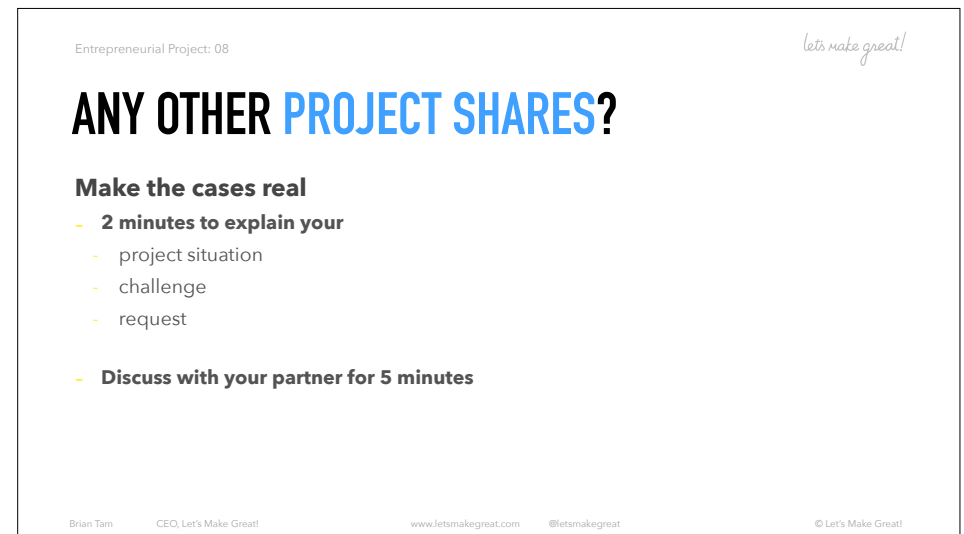 Entrepreneurial Project: 08
let's make great!
ANY OTHER PROJECT SHARES?
Make the cases real
– 2 minutes to explain your
- project situation
- challenge
- request
– Discuss with your partner for 5 minutes
Brian Tam CEO, Let's Make Great! www.letsmakegreat.com @letsmakegreat © Let's Make Great!